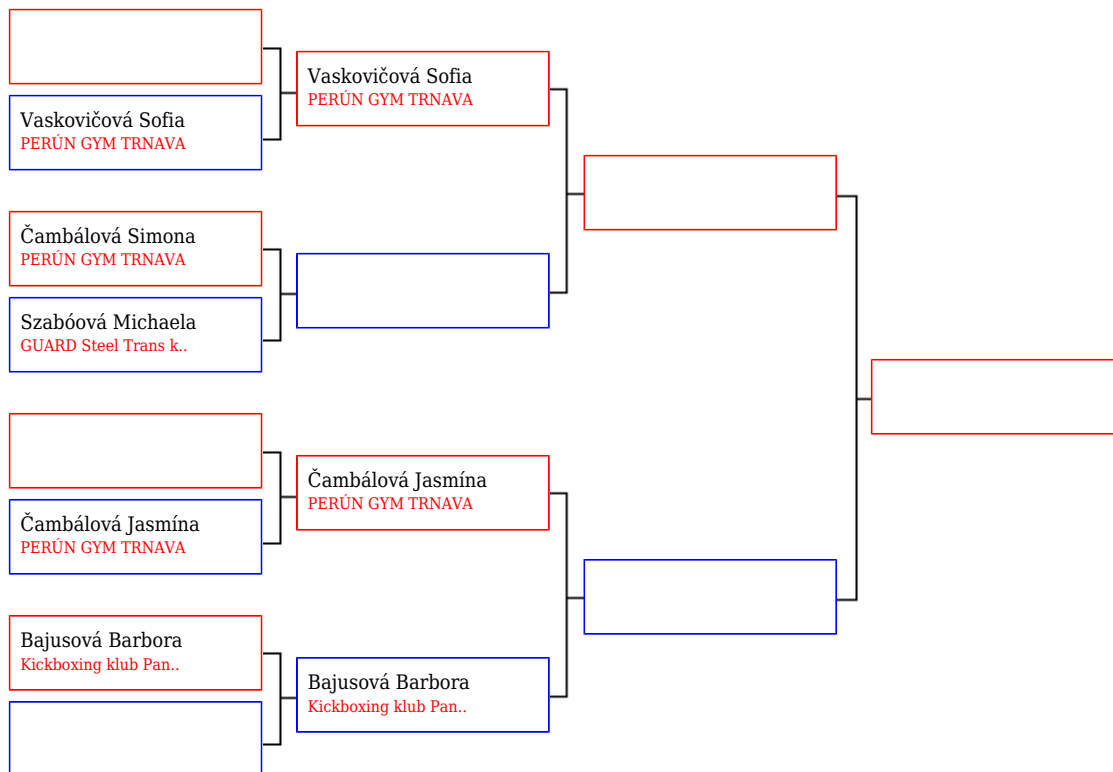 Vaskovičová Sofia
PERÚN GYM TRNAVA
Čambálová Simona
PERÚN GYM TRNAVA
Szabóová Michaela
GUARD Steel Trans k..
Čambálová Jasmína
PERÚN GYM TRNAVA
Bajusová Barbora
Kickboxing klub Pan..
Vaskovičová Sofia
PERÚN GYM TRNAVA
Čambálová Jasmína
PERÚN GYM TRNAVA
Bajusová Barbora
Kickboxing klub Pan..